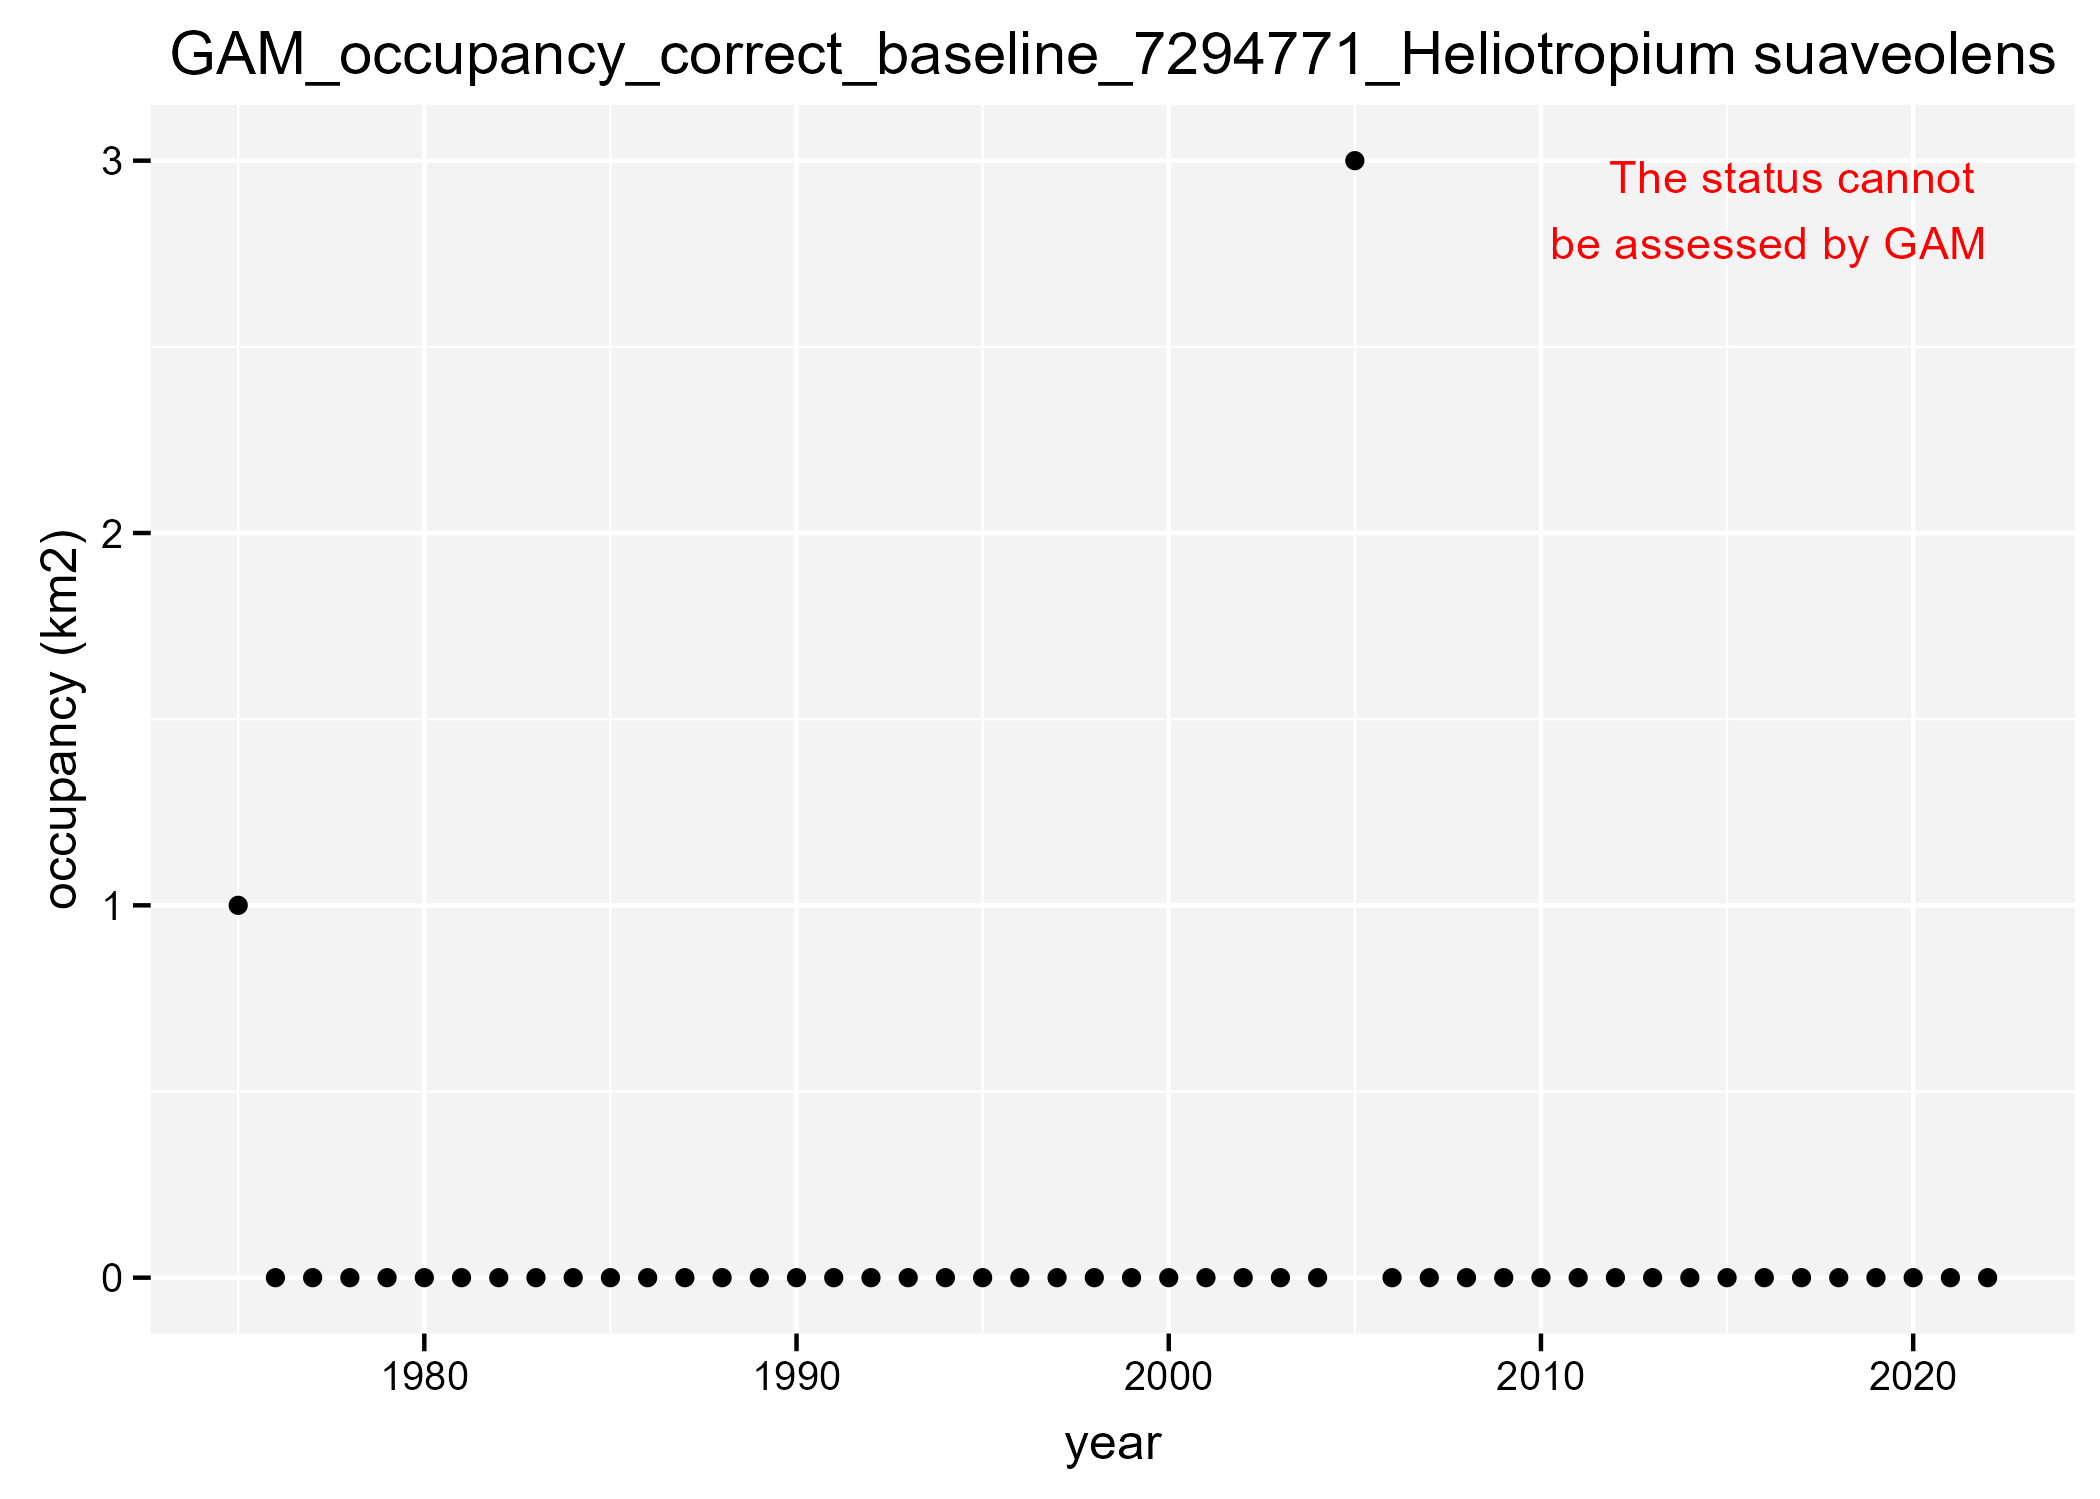 GAM_occupancy_correct_baseline_7294771_Heliotropium suaveolens
The status cannot
be assessed by GAM
3
2
1
0
occupancy (km2)
1980
1990
2000
2010
2020
year